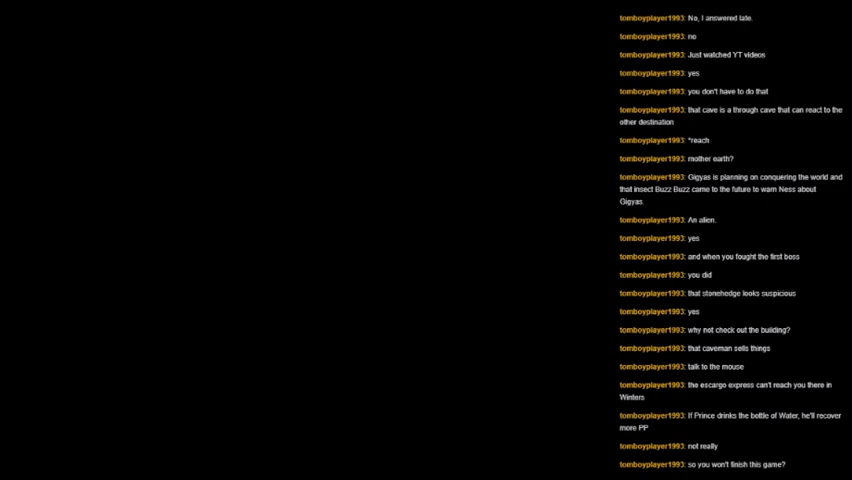 tomboyplayer1993: No, I answered late.
tomboyplayer1993: no
tomboyplayer1993: Just watched YT videos
tomboyplayer1993: yes
tomboyplayer1993: you don't have to do that
tomboyplayer1993: that cave is a through cave that can react to the
other destination
tomboyplayer1993: *reach
tomboyplayer1993: mother earth?
tomboyplayer1993: Gigyas is planning on conquering the world and
that insect Buzz Buzz came to the future to warn Ness about
Gigyas.
tomboyplayer1993: An alien.
tomboyplayer1993: yes
tomboyplayer1993: and when you fought the first boss
tomboyplayer1993: you did
tomboyplayer1993: that stonehedge looks suspicious
tomboyplayer1993: yes
tomboyplayer1993: why not check out the building?
tomboyplayer1993: that caveman sells things
tomboyplayer1993: talk to the mouse
tomboyplayer1993: the escargo express can't reach you there in
Winters
tomboyplayer1993: If Prince drinks the bottle of Water, he'll recover
more PP
tomboyplayer1993: not really
tomboyplayer1993: so you won't finish this game?